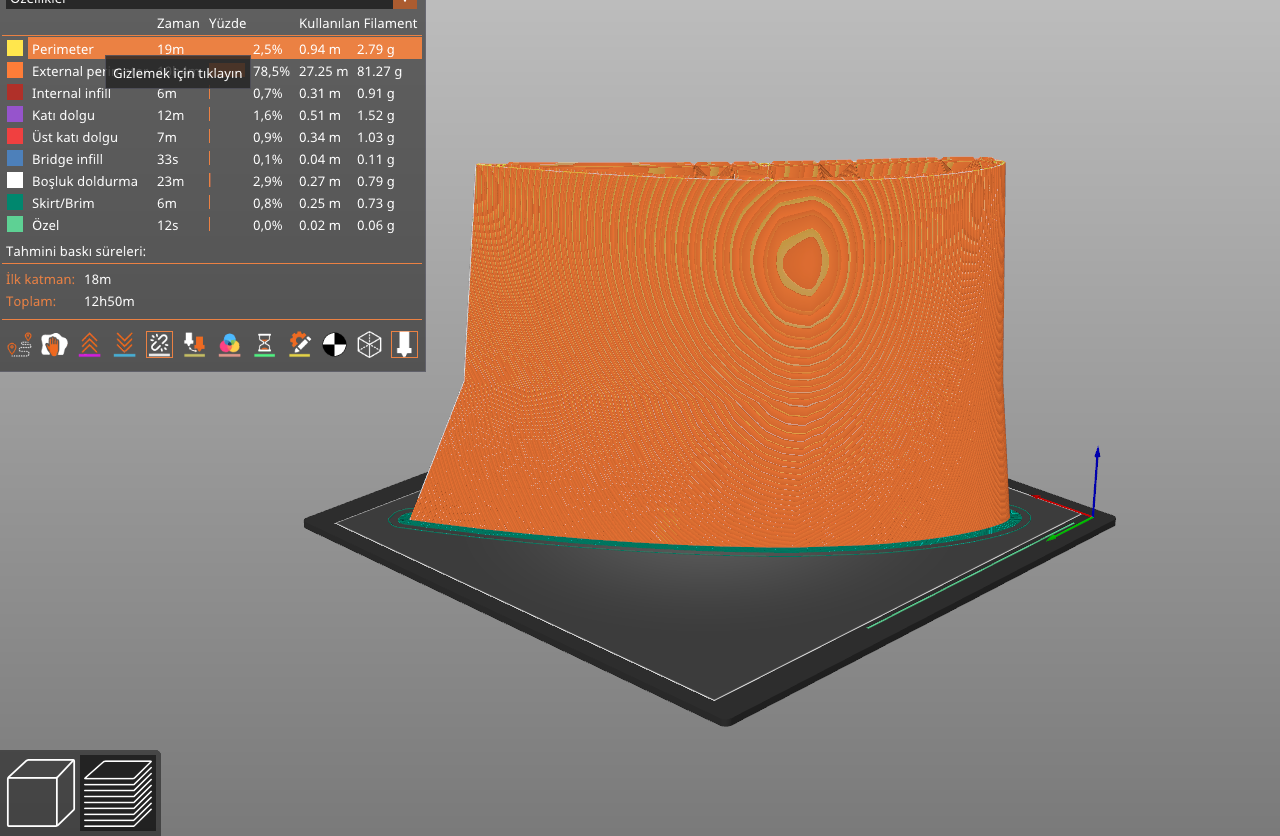 Özellikler
Zaman Yüzde Kullanılan Filament
Perimeter 19m 2,5% 0.94 m 2.79 g
External 78,5% 27.25 m 81.27 g
Gizlemek için tıklayın
Internal infill 6m 0,7% 0.31 m 0.91 g
Katı dolgu 12m 1,6% 0.51 m 1.52 g
Üst katı dolgu 7m 0,9% 0.34 m 1.03 g
Bridge infill 33s 0,1% 0.04 m 0.11 g
Boşluk doldurma 23m 2,9% 0.27 m 0.79 g
Skirt/Brim 6m 0,8% 0.25 m 0.73 g
Özel 12s 0,0% 0.02 m 0.06 g
Tahmini baskı süreleri:
İlk katman: 18m
Toplam: 12h50m